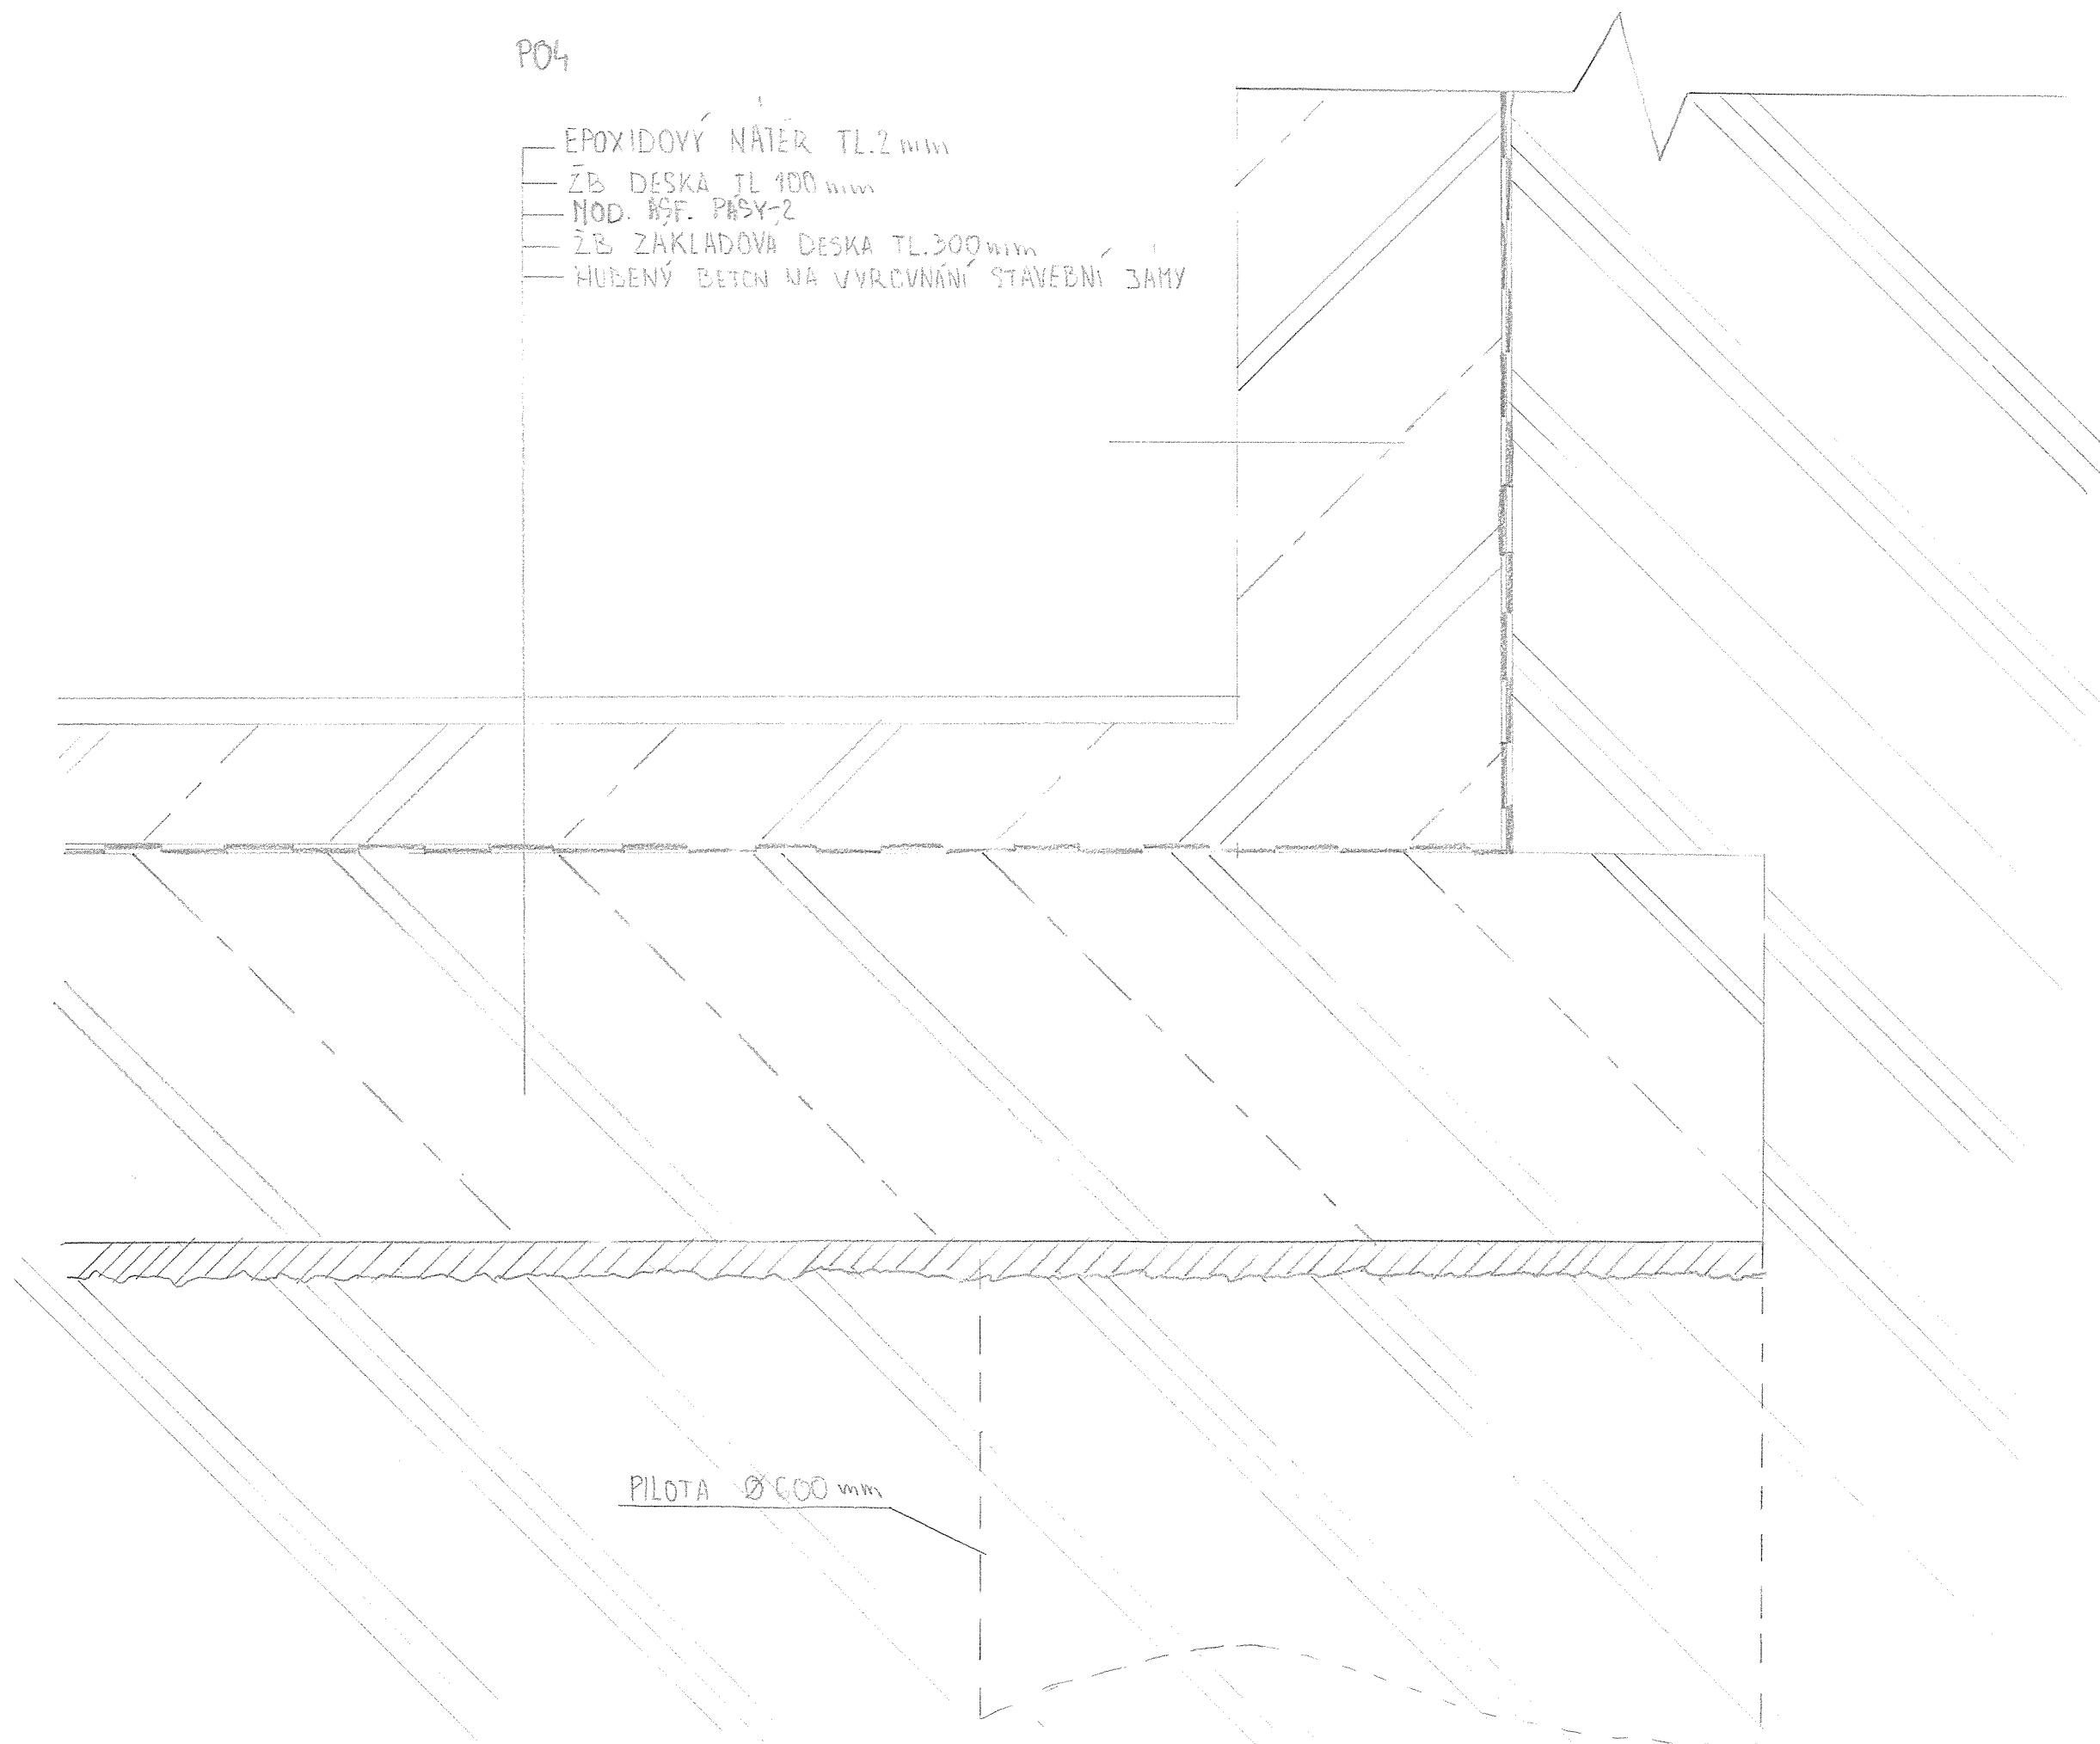 P04
EPOXIDOVÝ NÁTĚR TL.2 mm
ŽB DESKA TL 100 mm
MOD. ASF. PÁSY-2
ŽB ZÁKLADOVÁ DESKA TL.300 mm
HUBENÝ BETON NA VYROVNÁNÍ STAVEBNÍ JÁMY
PILOTA Ø 600 mm